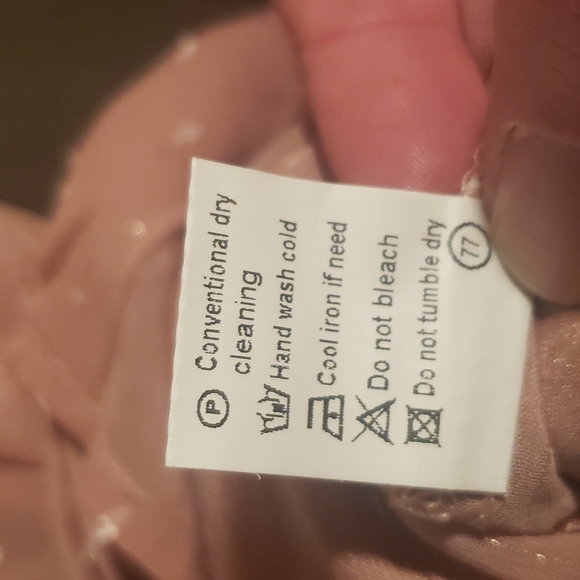 P Conventional dry
cleaning
Hand wash cold
Cool iron if need
Do not bleach
Do not tumble dry
77